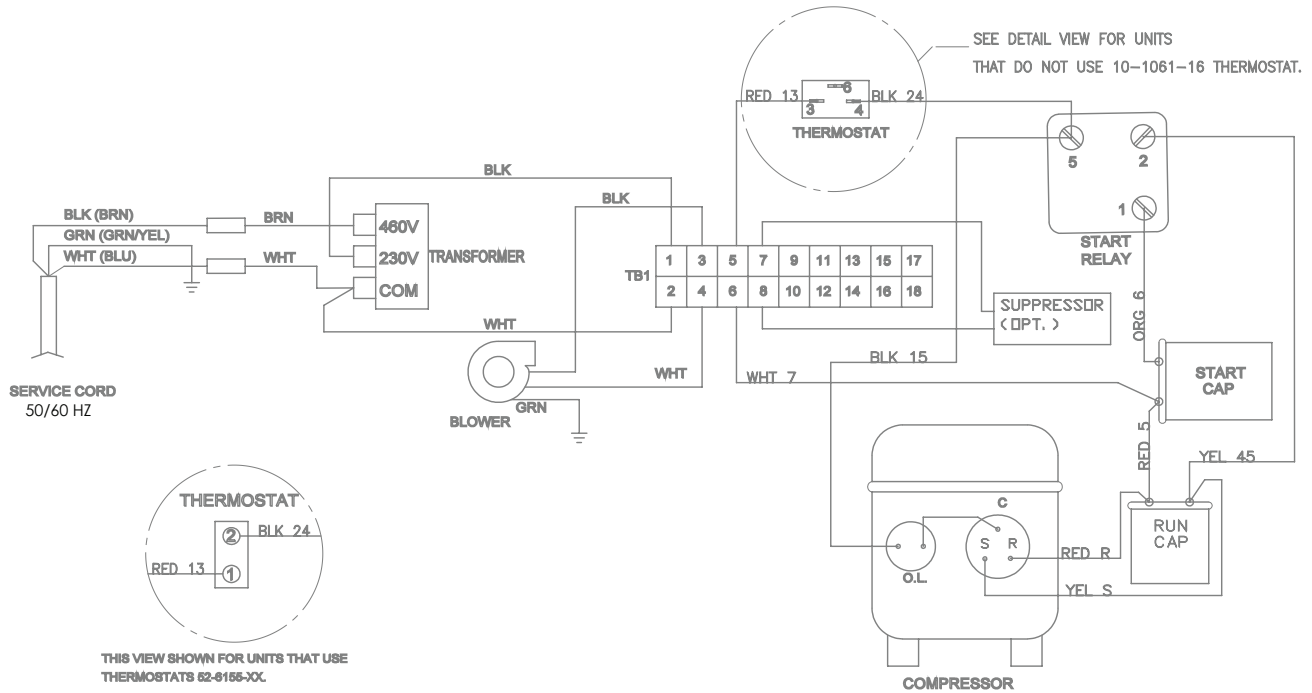 SEE DETAIL VIEW FOR UNITS
THAT DO NOT USE 10-1061-16 THERMOSTAT.
RED 13
6
3
4
BLK 24
THERMOSTAT
5
2
1
START
RELAY
BLK
BLK
BLK (BRN)
BRN
GRN (GRN/YEL)
WHT (BLU)
WHT
460V
230V
COM
TRANSFORMER
TB1
1 3 5 7 9 11 13 15 17
2 4 6 8 10 12 14 16 18
SUPPRESSOR
(OPT.)
ORG 6
WHT
WHT
GRN
BLOWER
SERVICE CORD
50/60 HZ
BLK 15
WHT 7
START
CAP
RED 5
YEL 45
RUN
CAP
C
S R
O.L.
RED R
YEL S
COMPRESSOR
THERMOSTAT
2
BLK 24
RED 13
1
THIS VIEW SHOWN FOR UNITS THAT USE
THERMOSTATS 52-6155-XX.